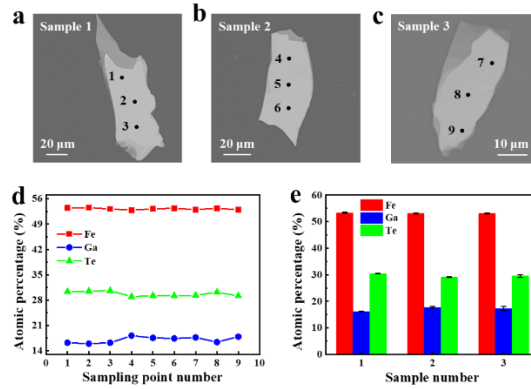 a
Sample 1
1
2
3
20 µm
b
Sample 2
4
5
6
20 µm
c
Sample 3
7
8
9
10 µm
d
Atomic percentage (%)
56
49
42
35
28
21
14
Fe
Ga
Te
0 1 2 3 4 5 6 7 8 9 10
Sampling point number
e
Atomic percentage (%)
60
50
40
30
20
10
0
Fe
Ga
Te
1 2 3
Sample number